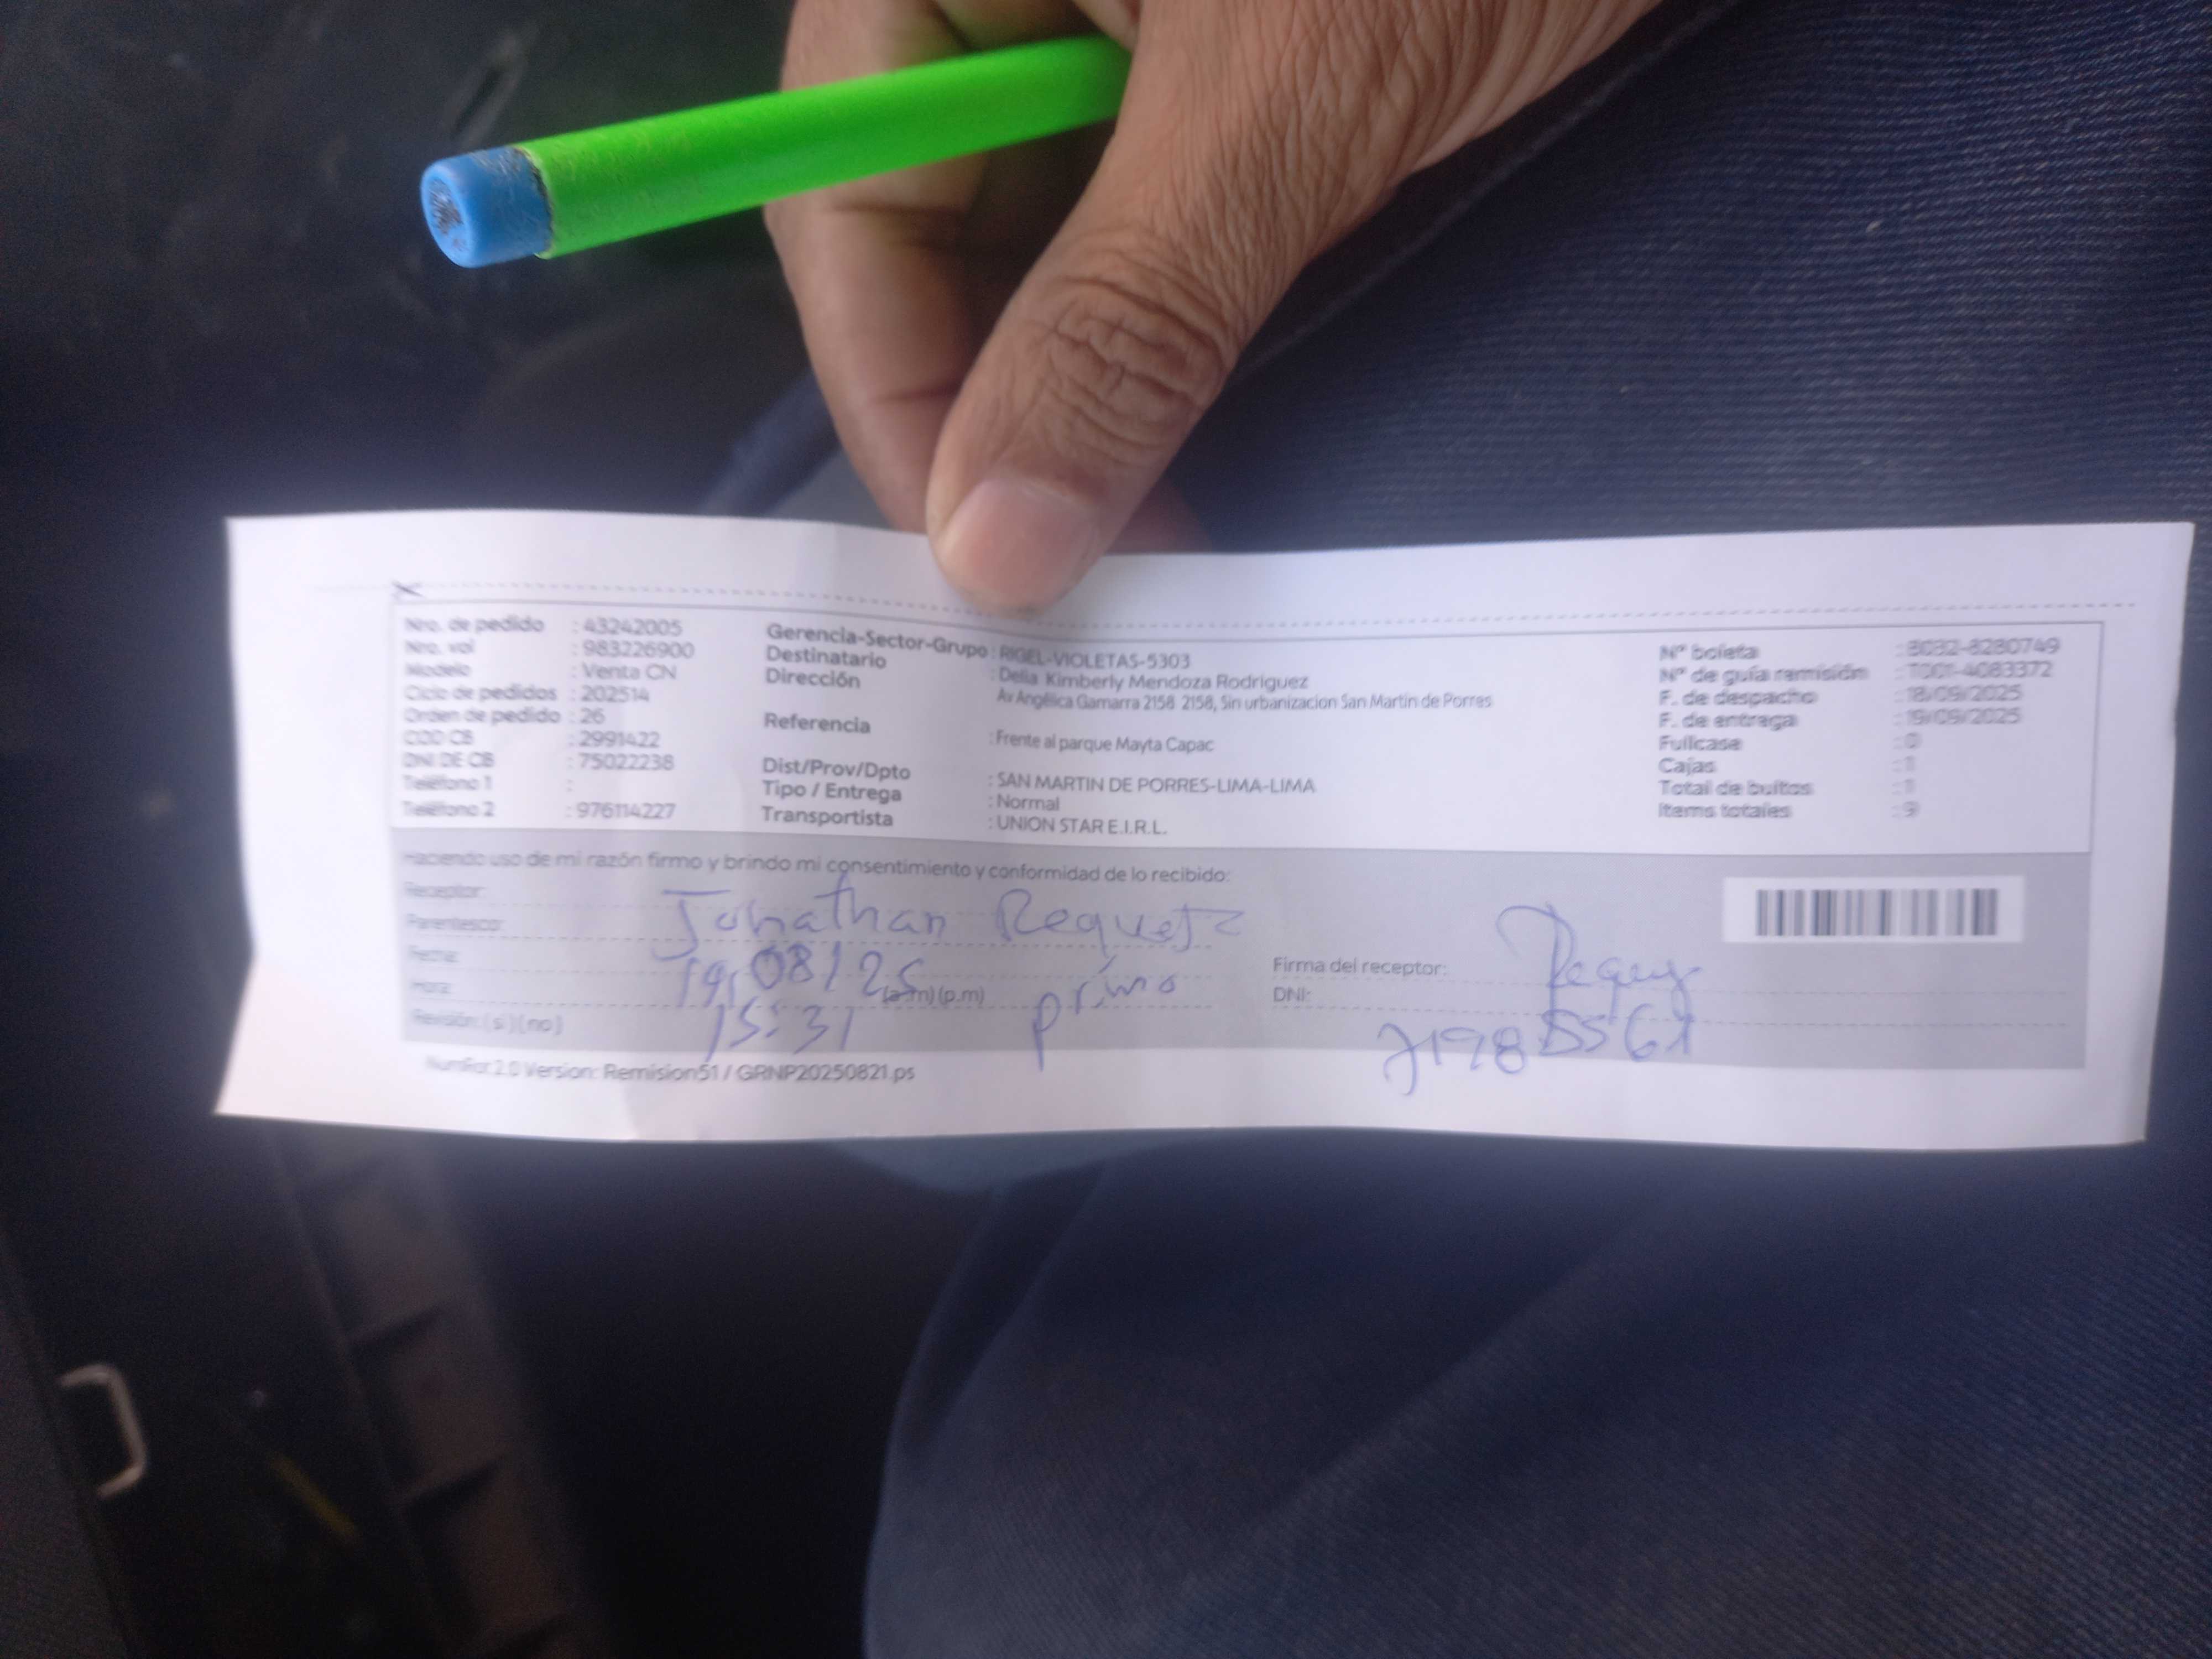 Nro. de pedido : 43242005
Nro. vol : 983226900
Modelo : Venta CN
Ciclo de pedidos : 202514
Orden de pedido : 26
COD CB : 2991422
DNI DE CB : 75022238
Teléfono 1 :
Teléfono 2 : 976114227
Gerencia-Sector-Grupo : RIGEL-VIOLETAS-5303
Destinatario : Delia Kimberly Mendoza Rodriguez
Dirección Av Angélica Gamarra 2158 2158, Sin urbanizacion San Martin de Porres
Referencia : Frente al parque Mayta Capac
Dist/Prov/Dpto : SAN MARTIN DE PORRES-LIMA-LIMA
Tipo / Entrega : Normal
Transportista : UNION STAR E.I.R.L.
Nº boleta : B032-8280749
Nº de guía remisión : T001-4083372
F. de despacho : 18/09/2025
F. de entrega : 19/09/2025
Fullcase : 0
Cajas : 1
Total de bultos : 1
Items totales : 9
Haciendo uso de mi razón firmo y brindo mi consentimiento y conformidad de lo recibido:
Receptor: Jonathan
Parentesco: primo
Fecha: 19/08/25
Hora: 15:31 (a.m) (p.m)
Revisión: (si) (no)
Firma del receptor:
DNI:
Version: Remision51 / GRNP20250821.ps